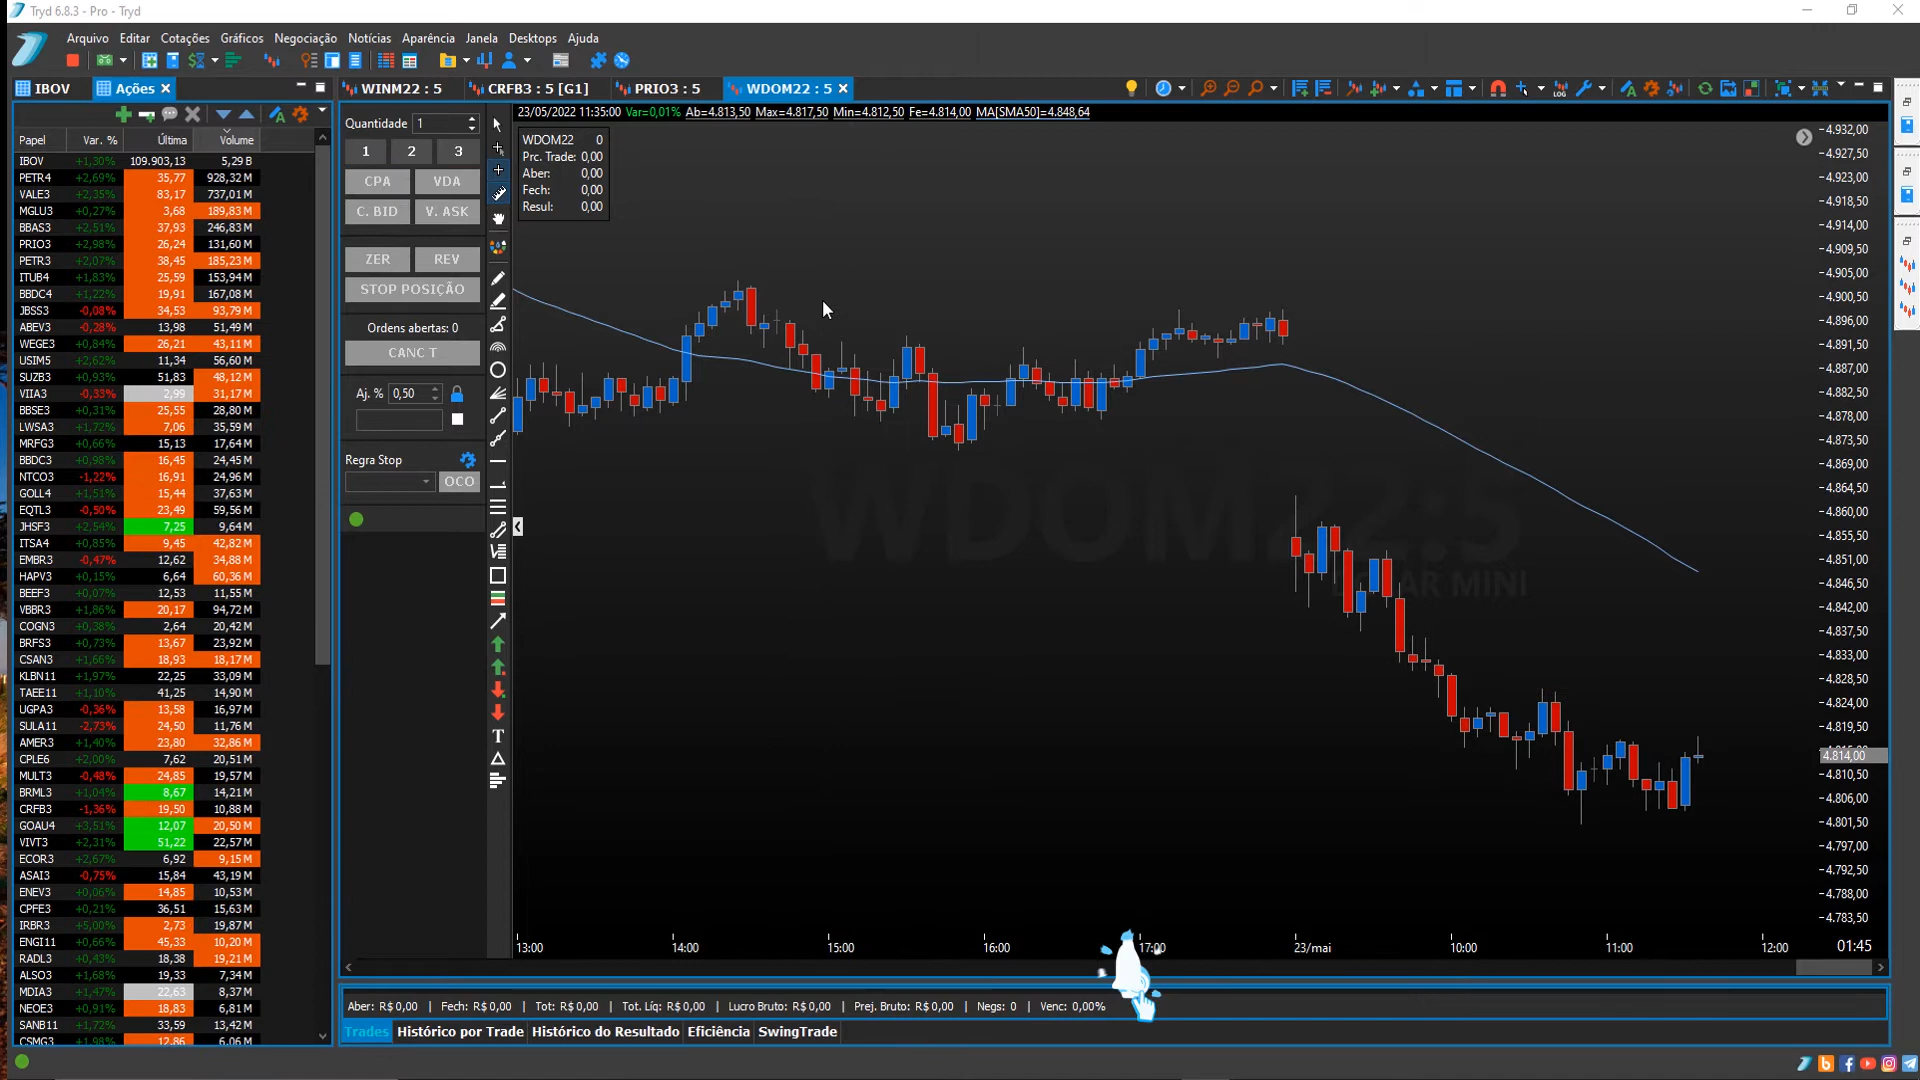 Tryd 6.8.3 - Pro - Tryd
Arquivo Editar Cotações Gráficos Negociação Notícias Aparência Janela Desktops Ajuda
IBOV Ações WINM22 : 5 CRFB3 : 5 [G1] PRIO3 : 5 WDOM22 : 5
23/05/2022 11:35:00 Var=0,01% Ab=4.813,50 Max=4.817,50 Min=4.812,50 Fe=4.814,00 MA[SMA50]=4.848,64
Papel Var. % Última Volume
IBOV +1,30% 109.903,13 5,29 B
PETR4 +2,69% 35,77 928,32 M
VALE3 +2,35% 83,17 737,01 M
MGLU3 +0,27% 3,68 189,83 M
BBAS3 +2,51% 37,93 246,83 M
PRIO3 +2,98% 26,24 131,60 M
PETR3 +2,07% 38,45 185,23 M
ITUB4 +1,83% 25,59 153,94 M
BBDC4 +1,22% 19,91 167,08 M
JBSS3 -0,08% 34,53 93,79 M
ABEV3 -0,28% 13,98 51,49 M
WEGE3 +0,84% 26,21 43,11 M
USIM5 +2,62% 11,34 56,60 M
SUZB3 +0,93% 51,83 48,12 M
VIIA3 -0,33% 2,99 31,17 M
BBSE3 +0,31% 25,55 28,80 M
LWSA3 +1,72% 7,06 35,59 M
MRFG3 +0,66% 15,13 17,64 M
BBDC3 +0,98% 16,45 24,45 M
NTCO3 -1,22% 16,91 24,96 M
GOLL4 +1,51% 15,44 37,63 M
EQTL3 -0,50% 23,49 59,56 M
JHSF3 +2,54% 7,25 9,64 M
ITSA4 +0,85% 9,45 42,82 M
EMBR3 -0,47% 12,62 34,88 M
HAPV3 +0,15% 6,64 60,36 M
BEEF3 +0,07% 12,53 11,55 M
VBBR3 +1,86% 20,17 94,72 M
COGN3 +0,38% 2,64 20,42 M
BRFS3 +0,73% 13,67 23,92 M
CSAN3 +1,66% 18,93 18,17 M
KLBN11 +1,97% 22,25 33,09 M
TAEE11 +1,10% 41,25 14,90 M
UGPA3 -0,36% 13,58 16,97 M
SULA11 -2,73% 24,50 11,76 M
AMER3 +1,40% 23,80 32,86 M
CPLE6 +2,00% 7,62 20,51 M
MULT3 -0,48% 24,85 19,57 M
BRML3 +1,04% 8,67 14,21 M
CRFB3 -1,36% 19,50 10,88 M
GOAU4 +3,51% 12,07 20,50 M
VIVT3 +2,31% 51,22 22,57 M
ECOR3 +2,67% 6,92 9,15 M
ASAI3 -0,75% 15,84 43,19 M
ENEV3 +0,06% 14,85 10,53 M
CPFE3 +0,21% 36,51 15,63 M
IRBR3 +5,00% 2,73 19,87 M
ENGI11 +0,66% 45,33 10,20 M
RADL3 +0,43% 18,38 19,21 M
ALSO3 +1,68% 19,33 7,34 M
MDIA3 +1,47% 22,63 8,37 M
NEOE3 +0,91% 18,83 6,81 M
SANB11 +1,72% 33,59 13,42 M
CSMG3 +1,98% 12,86 6,06 M
Quantidade 1
1 2 3
CPA VDA
C. BID V. ASK
ZER REV
STOP POSIÇÃO
Ordens abertas: 0
CANC T
Aj. % 0,50
Regra Stop
OCO
LOG
T
WDOM22 0
Prc. Trade: 0,00
Aber: 0,00
Fech: 0,00
Resul: 0,00
WDOM22:5
DOLAR MINI
4.932,00
4.927,50
4.923,00
4.918,50
4.914,00
4.909,50
4.905,00
4.900,50
4.896,00
4.891,50
4.887,00
4.882,50
4.878,00
4.873,50
4.869,00
4.864,50
4.860,00
4.855,50
4.851,00
4.846,50
4.842,00
4.837,50
4.833,00
4.828,50
4.824,00
4.819,50
4.814,00
4.810,50
4.806,00
4.801,50
4.797,00
4.792,50
4.788,00
4.783,50
13:00 14:00 15:00 16:00 17:00 23/mai 10:00 11:00 12:00 01:45
Aber: R$ 0,00 | Fech: R$ 0,00 | Tot: R$ 0,00 | Tot. Líq: R$ 0,00 | Lucro Bruto: R$ 0,00 | Prej. Bruto: R$ 0,00 | Negs: 0 | Venc: 0,00%
Trades Histórico por Trade Histórico do Resultado Eficiência SwingTrade